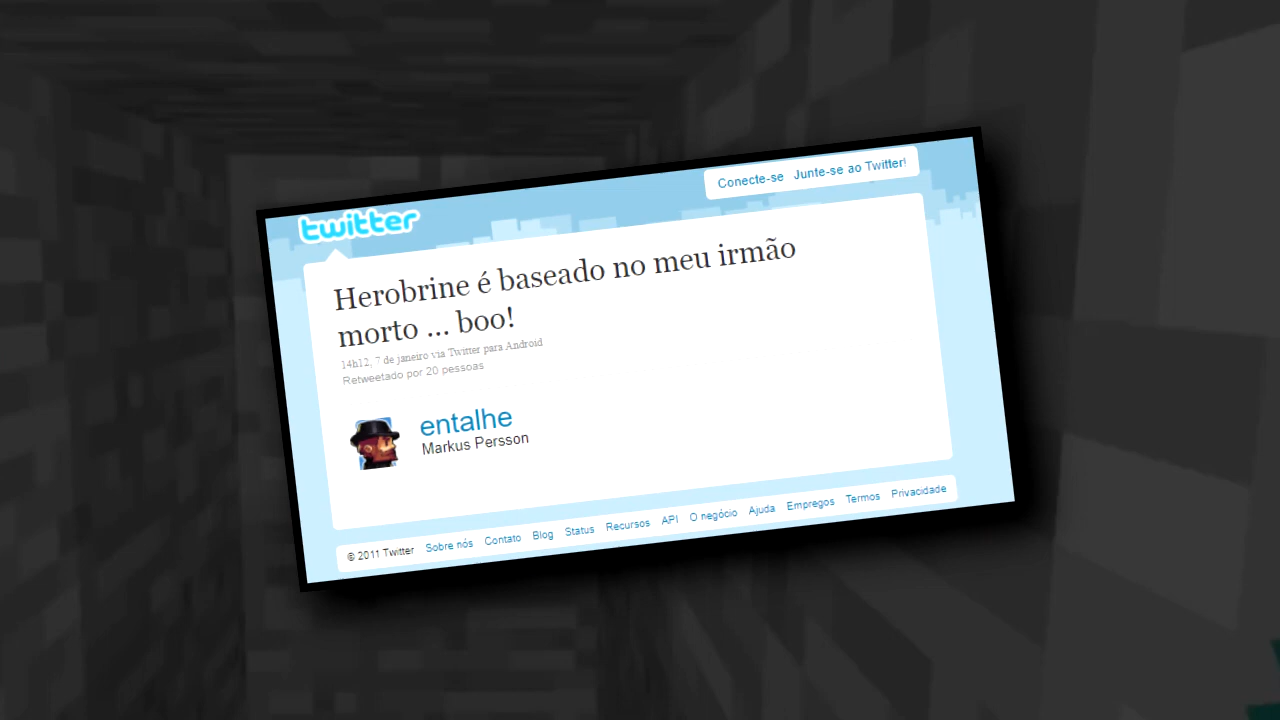 twitter
Conecte-se Junte-se ao Twitter!
Herobrine é baseado no meu irmão
morto ... boo!
14h12, 7 de janeiro via Twitter para Android
Retweetado por 20 pessoas
entalhe
Markus Persson
© 2011 Twitter Sobre nós Contato Blog Status Recursos API O negócio Ajuda Empregos Termos Privacidade